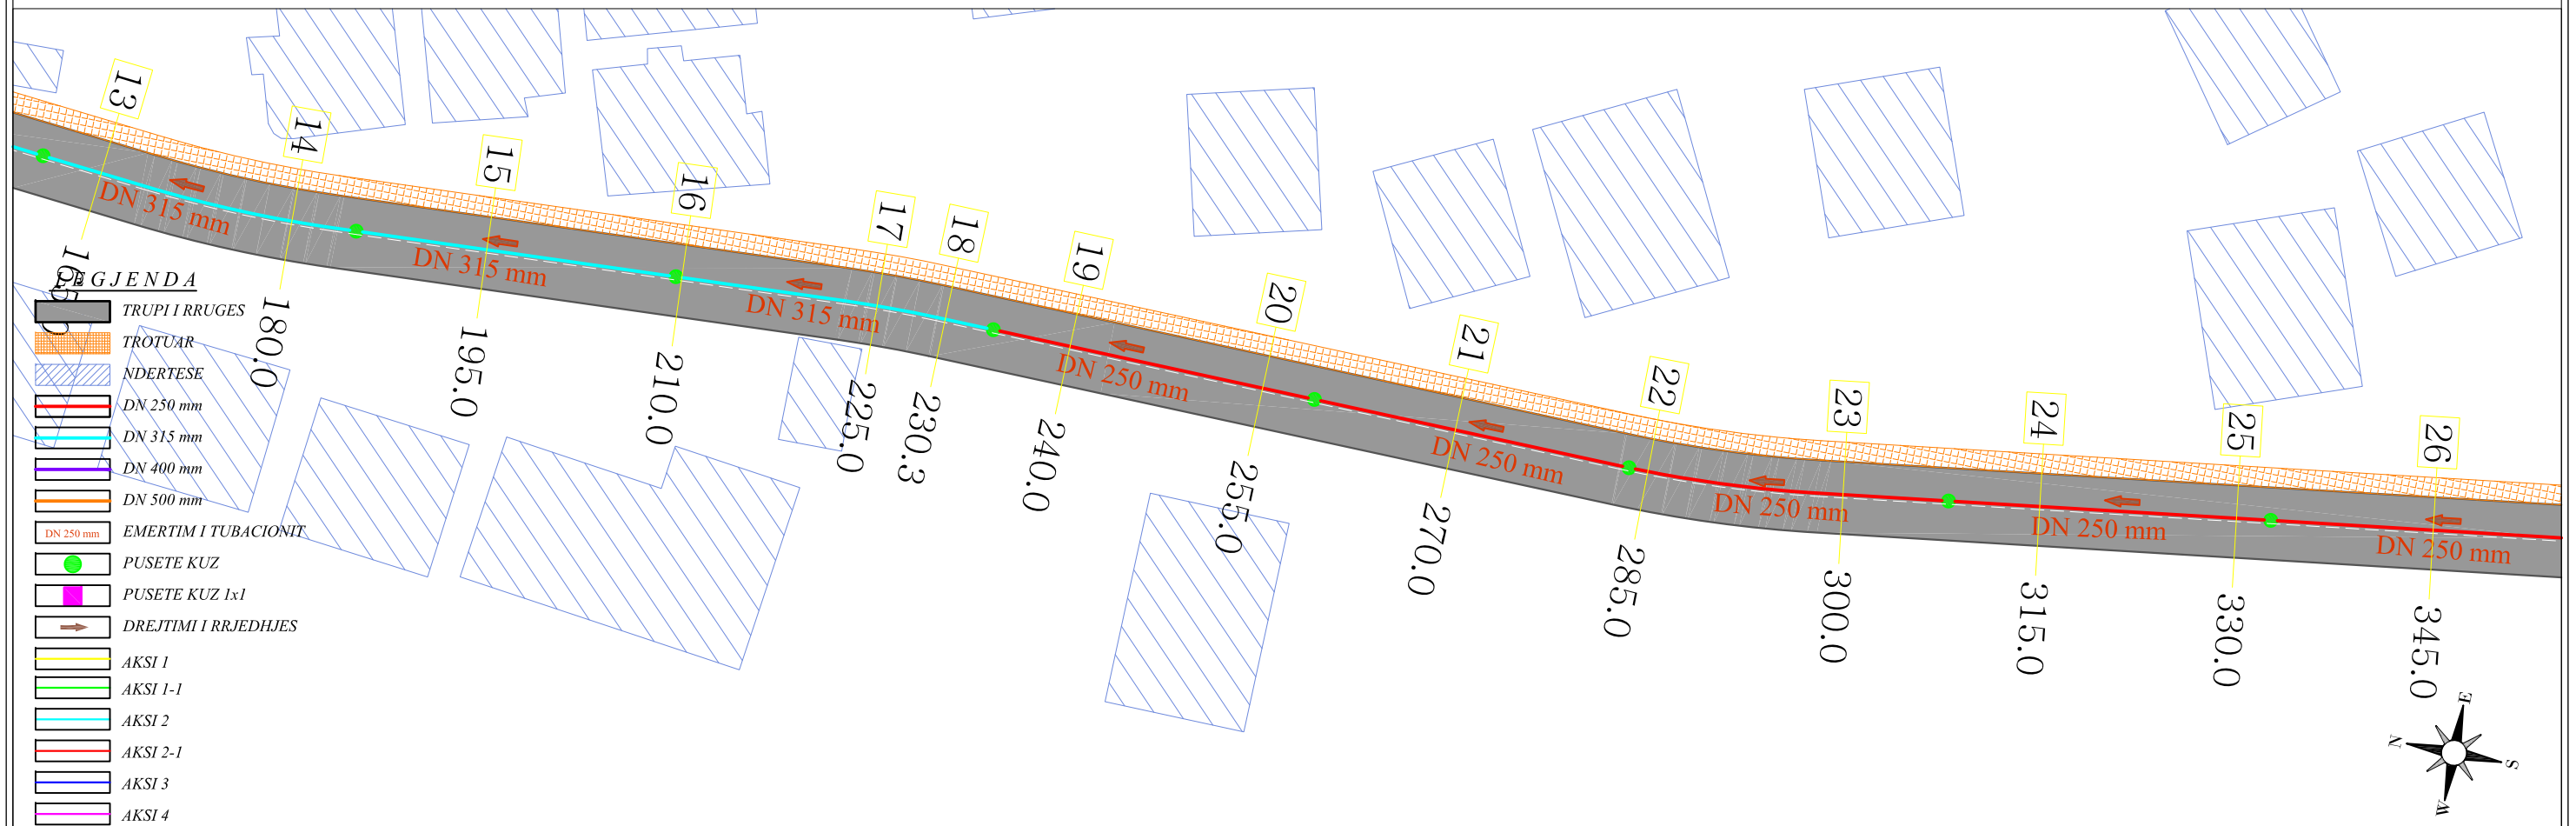 13
14
15
16
17
18
19
20
21
22
23
24
25
26
DN 315 mm
DN 315 mm
DN 315 mm
DN 250 mm
DN 250 mm
DN 250 mm
DN 250 mm
DN 250 mm
165.0
180.0
195.0
210.0
225.0
230.3
240.0
255.0
270.0
285.0
300.0
315.0
330.0
345.0
LEGJENDA
TRUPI I RRUGES
TROTUAR
NDERTESE
DN 250 mm
DN 315 mm
DN 400 mm
DN 500 mm
DN 250 mm EMERTIM I TUBACIONIT
PUSETE KUZ
PUSETE KUZ 1x1
DREJTIMI I RRJEDHJES
AKSI 1
AKSI 1-1
AKSI 2
AKSI 2-1
AKSI 3
AKSI 4
E
N
S
W